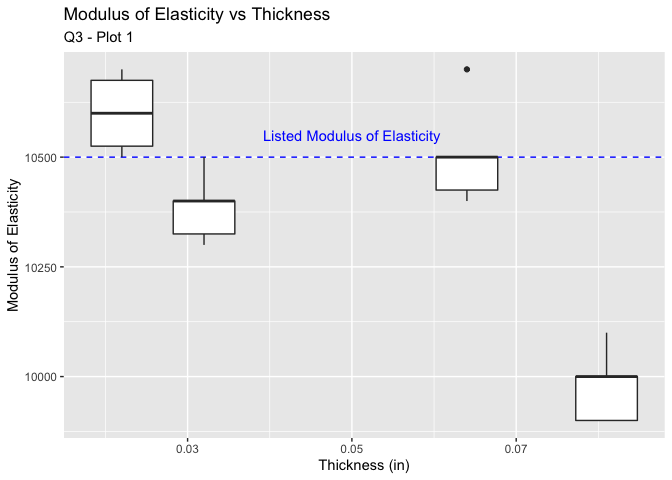 Modulus of Elasticity vs Thickness
Q3 - Plot 1
Listed Modulus of Elasticity
10500
10250
10000
Modulus of Elasticity
0.03 0.05 0.07
Thickness (in)